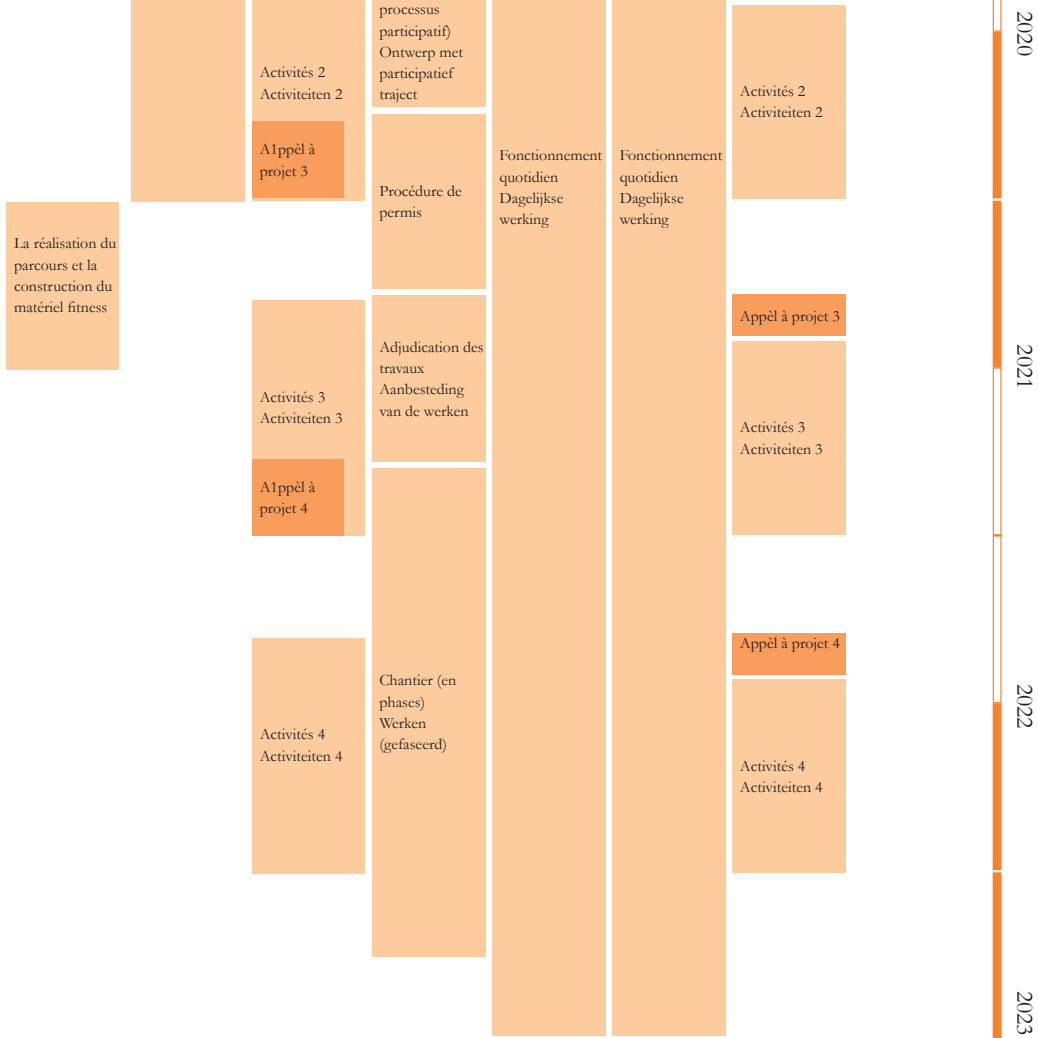 La réalisation du
parcours et la
construction du
matériel fitness
Activités 2
Activiteiten 2
A1ppèl à
projet 3
Activités 3
Activiteiten 3
A1ppèl à
projet 4
Activités 4
Activiteiten 4
processus
participatif)
Ontwerp met
participatief
traject
Procédure de
permis
Adjudication des
travaux
Aanbesteding
van de werken
Chantier (en
phases)
Werken
(gefaseerd)
Fonctionnement
quotidien
Dagelijkse
werking
Fonctionnement
quotidien
Dagelijkse
werking
Activités 2
Activiteiten 2
Appèl à projet 3
Activités 3
Activiteiten 3
Appèl à projet 4
Activités 4
Activiteiten 4
2020
2021
2022
2023